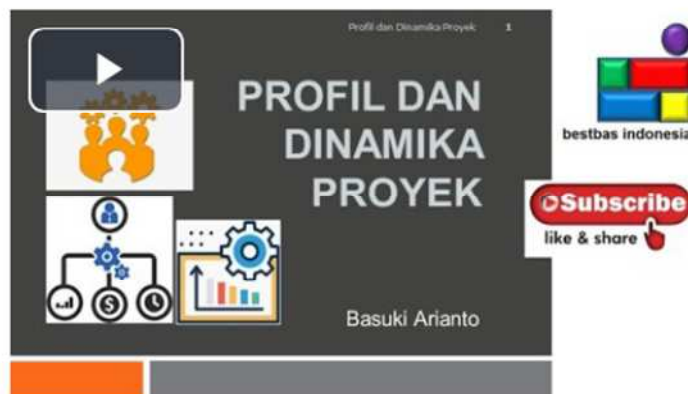 Profil dan Dinamika Proyek 1
PROFIL DAN
DINAMIKA
PROYEK
Basuki Arianto
bestbas indonesia
Subscribe
like & share